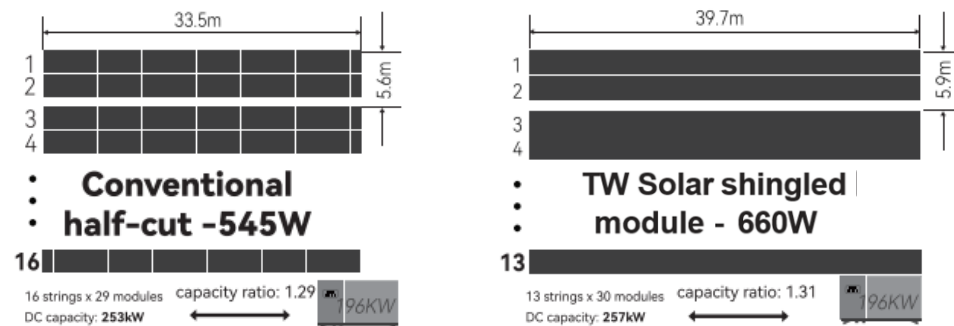 33.5m
1
2
5.6m
3
4
Conventional
half-cut -545W
16
16 strings x 29 modules
DC capacity: 253kW
capacity ratio: 1.29
196KW
39.7m
1
2
5.9m
3
4
TW Solar shingled
module - 660W
13
13 strings x 30 modules
DC capacity: 257kW
capacity ratio: 1.31
196KW